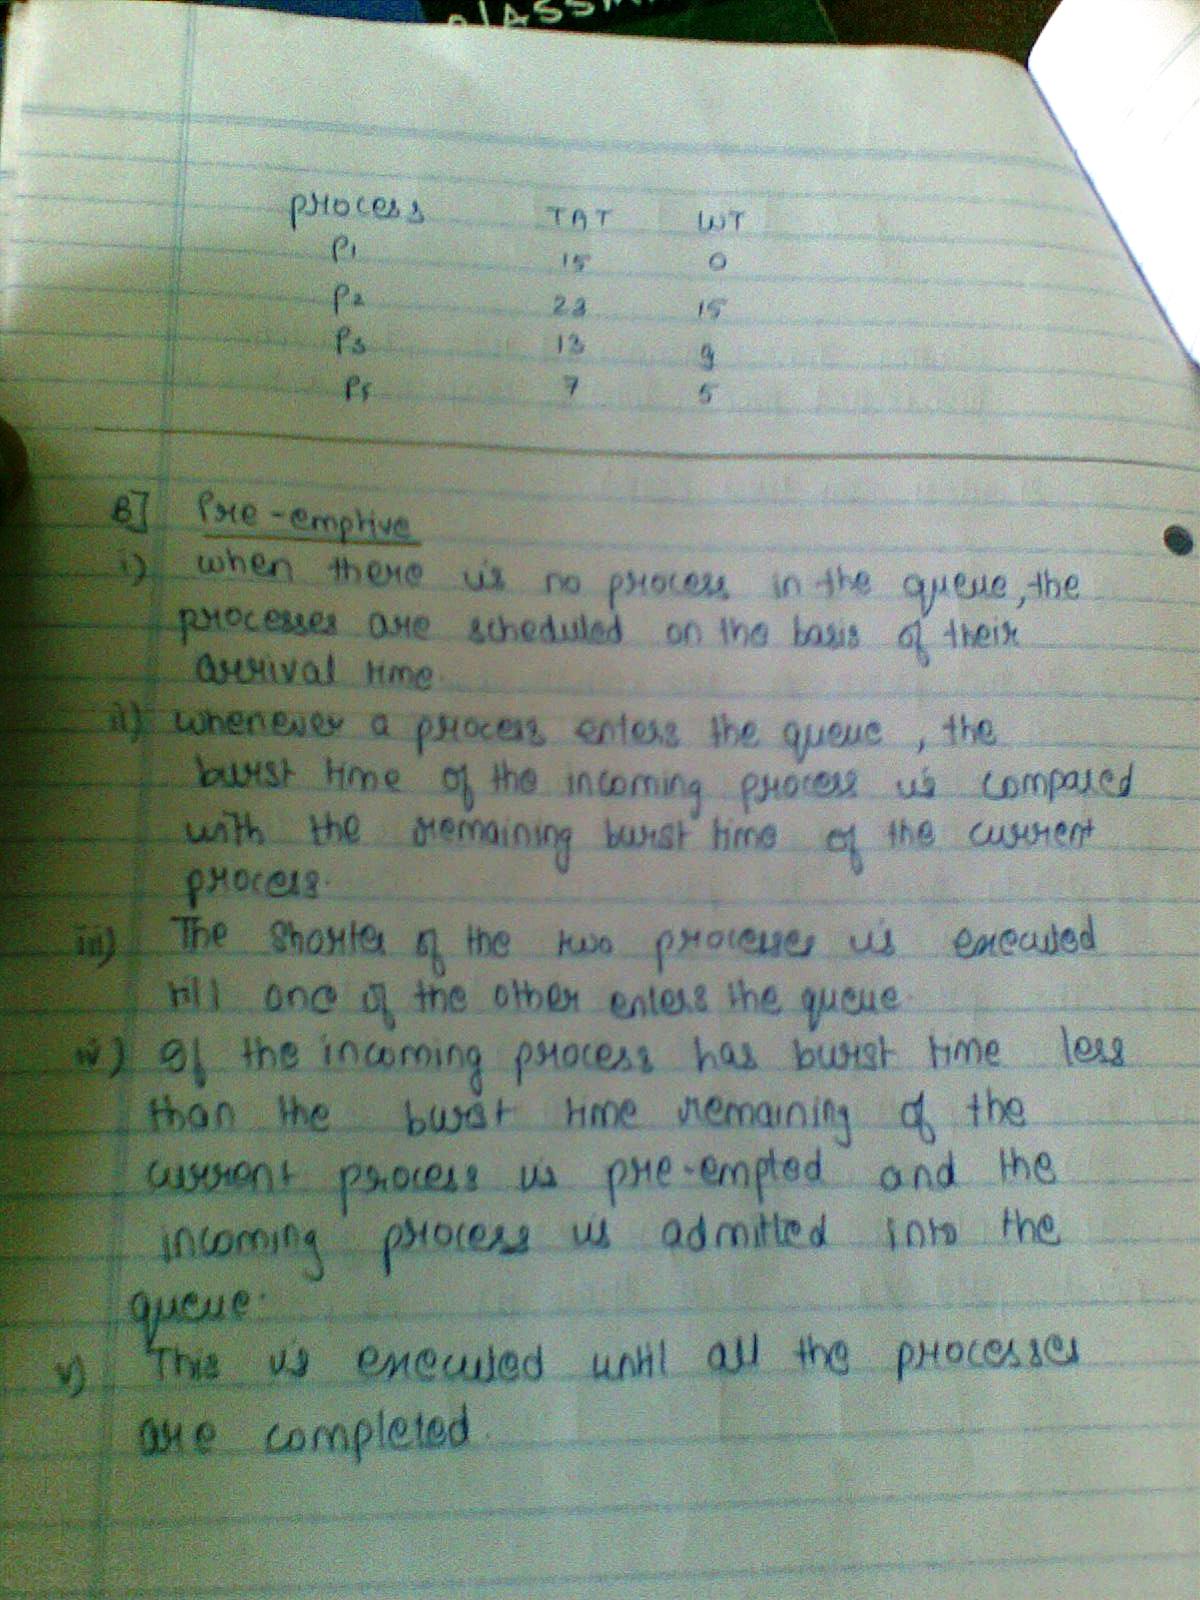 CLASSM
Process TAT WT
P1 15 0
P2 23 15
P3 13 9
P5 7 5
B] Pre-emptive
i) when there is no process in the queue, the
processes are scheduled on the basis of their
arrival time.
ii) whenever a process enters the queue, the
burst time of the incoming process is compared
with the remaining burst time of the current
process.
iii) The shorter of the two processes is executed
till one of the other enters the queue.
iv) If the incoming process has burst time less
than the burst time remaining of the
current process is pre-empted and the
incoming process is admitted into the
queue.
v) This is executed until all the processes
are completed.